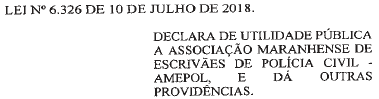 LEI Nº 6.326 DE 10 DE JULHO DE 2018.
DECLARA DE UTILIDADE PÚBLICA
A ASSOCIAÇÃO MARANHENSE DE
ESCRIVÃES DE POLÍCIA CIVIL -
AMEPOL, E DÁ OUTRAS
PROVIDÊNCIAS.